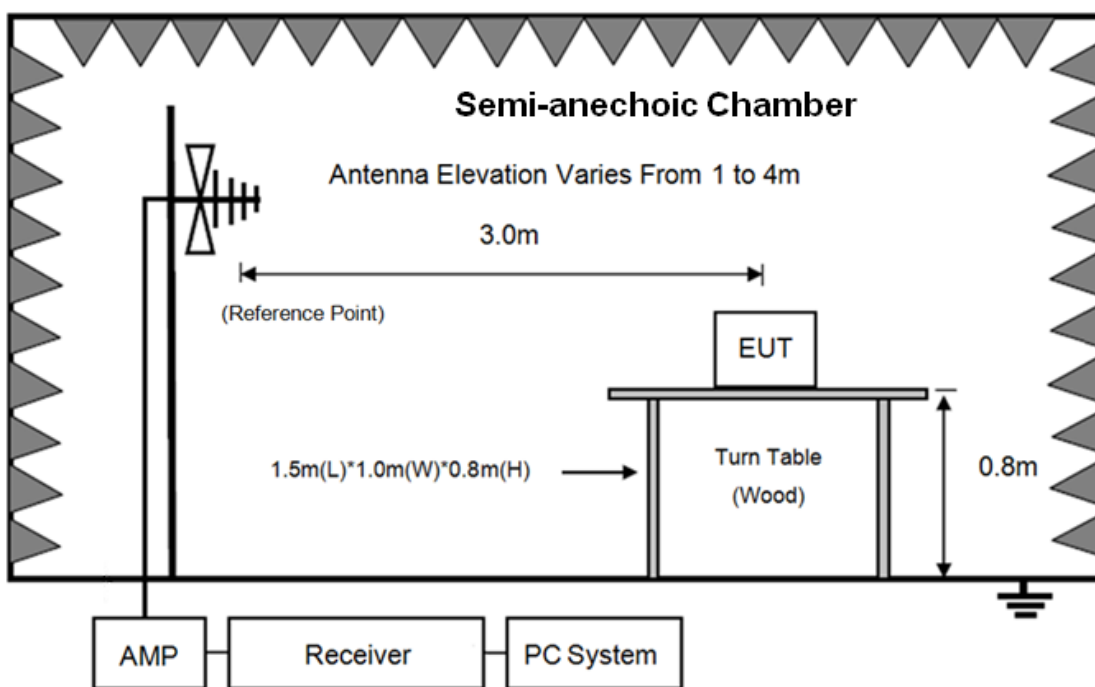 Semi-anechoic Chamber
Antenna Elevation Varies From 1 to 4m
3.0m
(Reference Point)
EUT
1.5m(L)*1.0m(W)*0.8m(H)
Turn Table
(Wood)
0.8m
AMP
Receiver
PC System